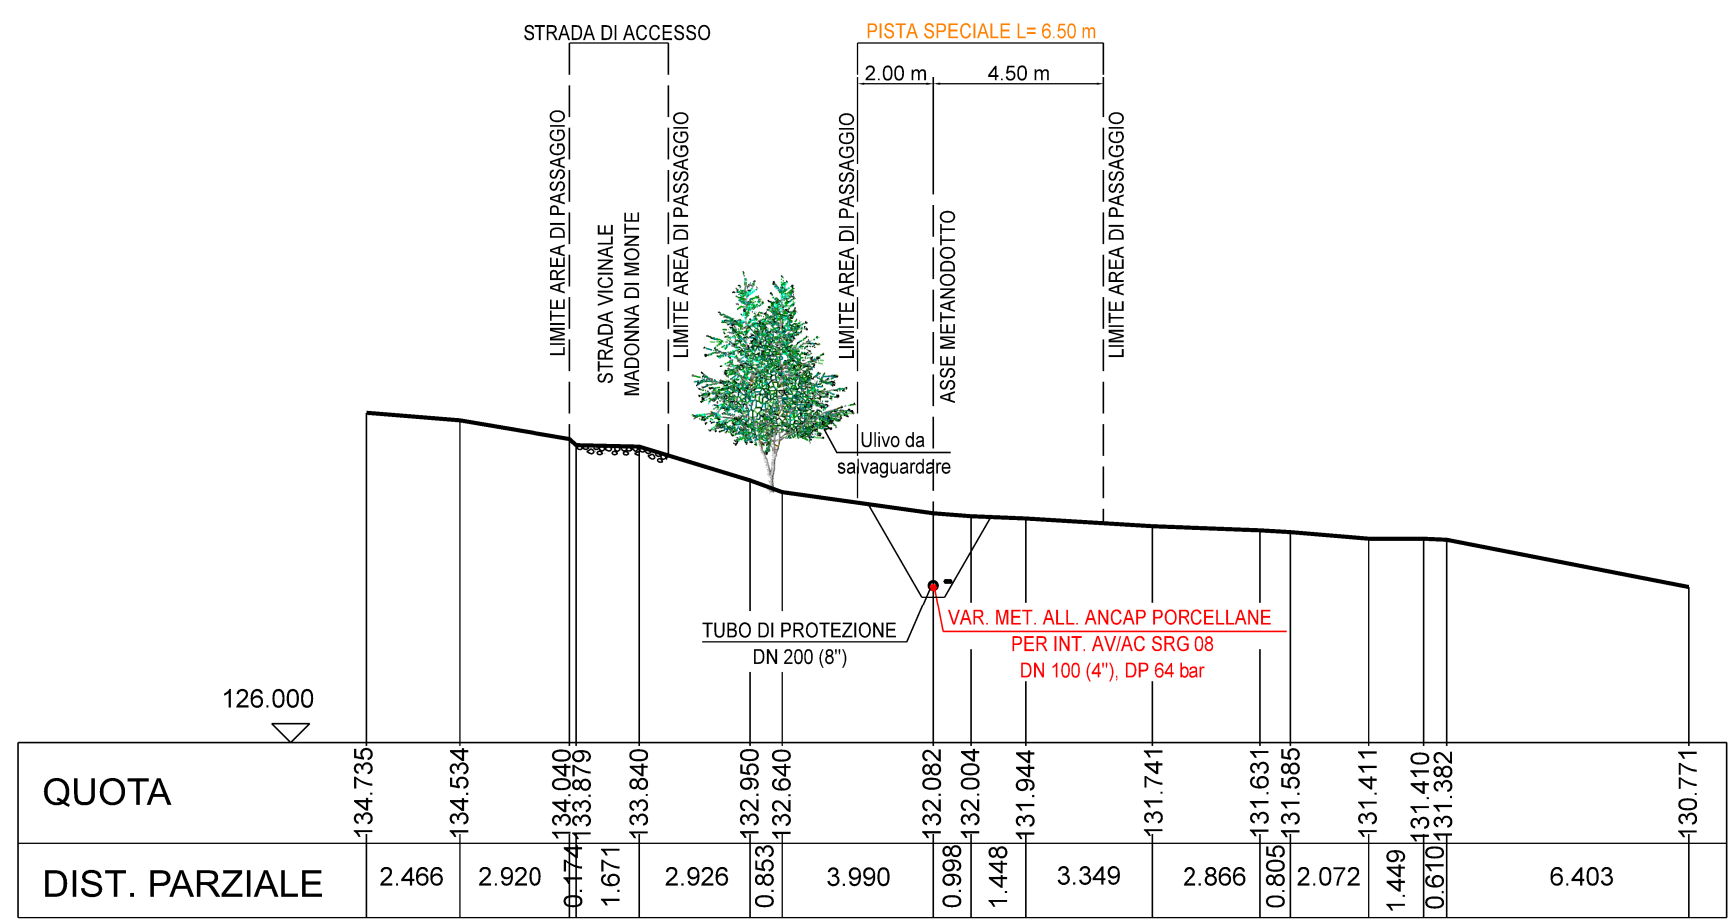 STRADA DI ACCESSO
PISTA SPECIALE L= 6.50 m
2.00 m
4.50 m
LIMITE AREA DI PASSAGGIO
STRADA VICINALE
MADONNA DI MONTE
LIMITE AREA DI PASSAGGIO
LIMITE AREA DI PASSAGGIO
ASSE METANODOTTO
LIMITE AREA DI PASSAGGIO
Ulivo da
salvaguardare
TUBO DI PROTEZIONE
DN 200 (8")
VAR. MET. ALL. ANCAP PORCELLANE
PER INT. AV/AC SRG 08
DN 100 (4"), DP 64 bar
126.000
QUOTA
134.735
134.534
134.040
133.879
133.840
132.950
132.640
132.082
132.004
131.944
131.741
131.631
131.585
131.411
131.410
131.382
130.771
DIST. PARZIALE
2.466
2.920
0.174
1.671
2.926
0.853
3.990
0.998
1.448
3.349
2.866
0.805
2.072
1.449
0.610
6.403